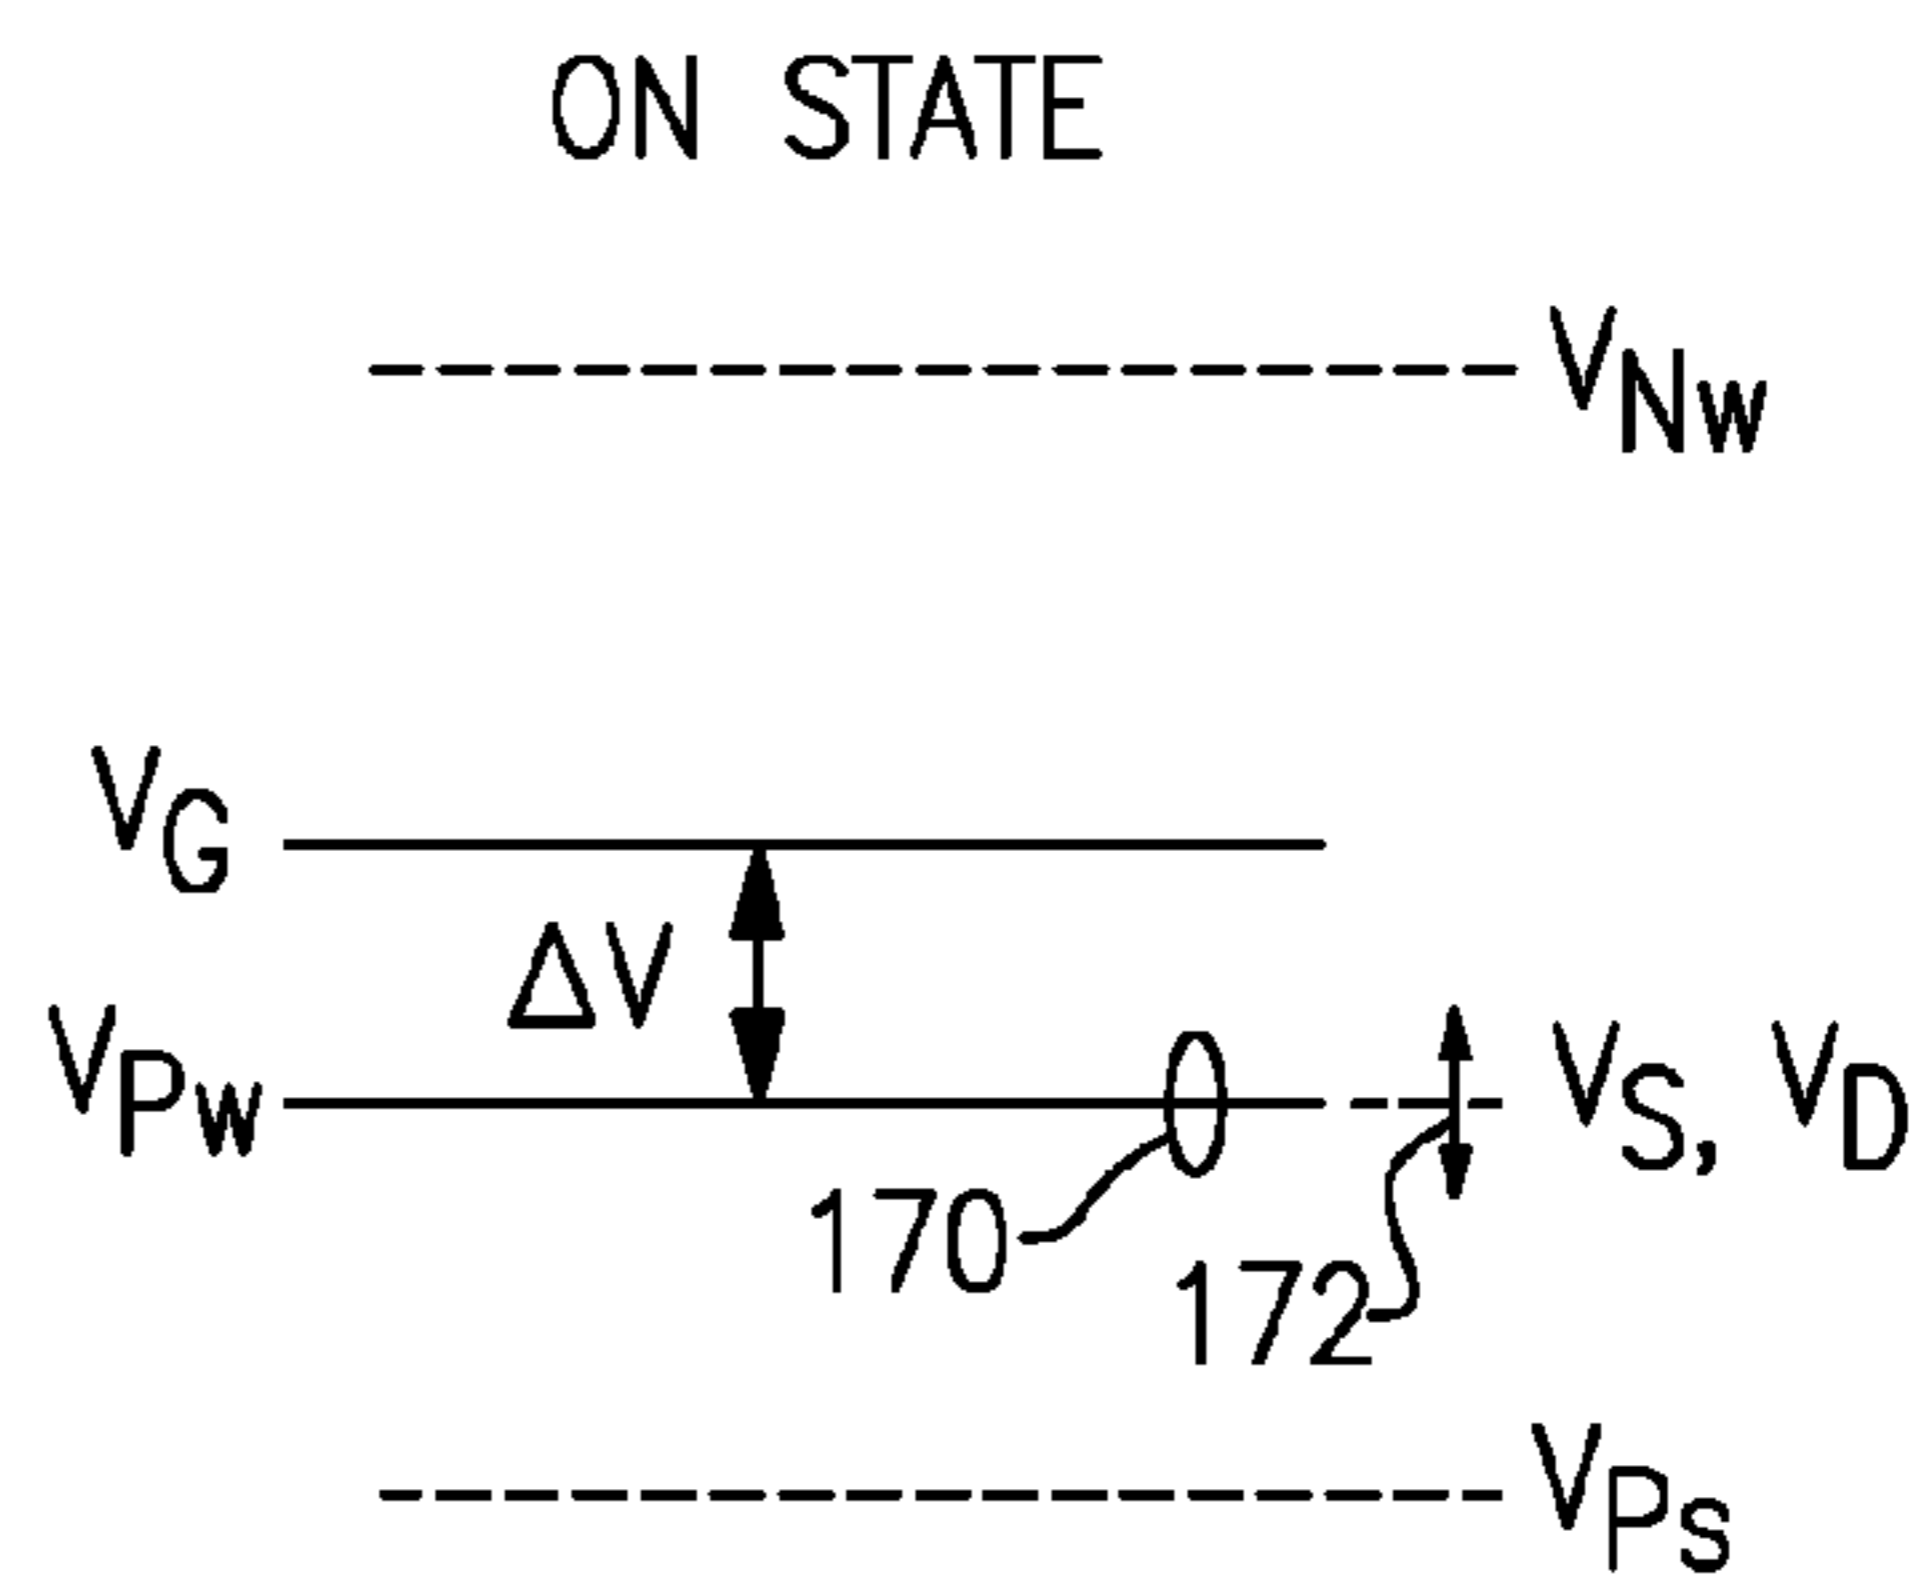 ON STATE
VNW
VG
ΔV
VPW
VS, VD
170
172
VPS